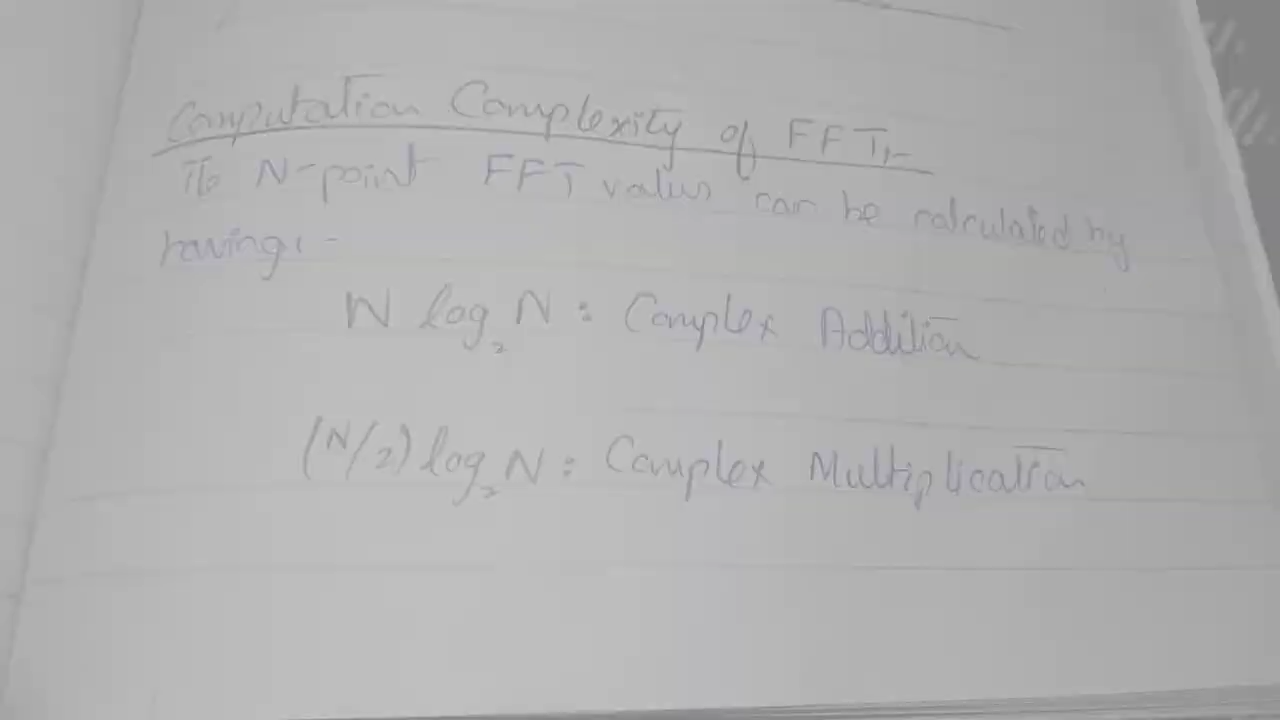 Computation Complexity of FFT:-
The N-point FFT values can be calculated by
having:-
N log₂ N : Complex Addition
(N/2) log₂ N : Complex Multiplication